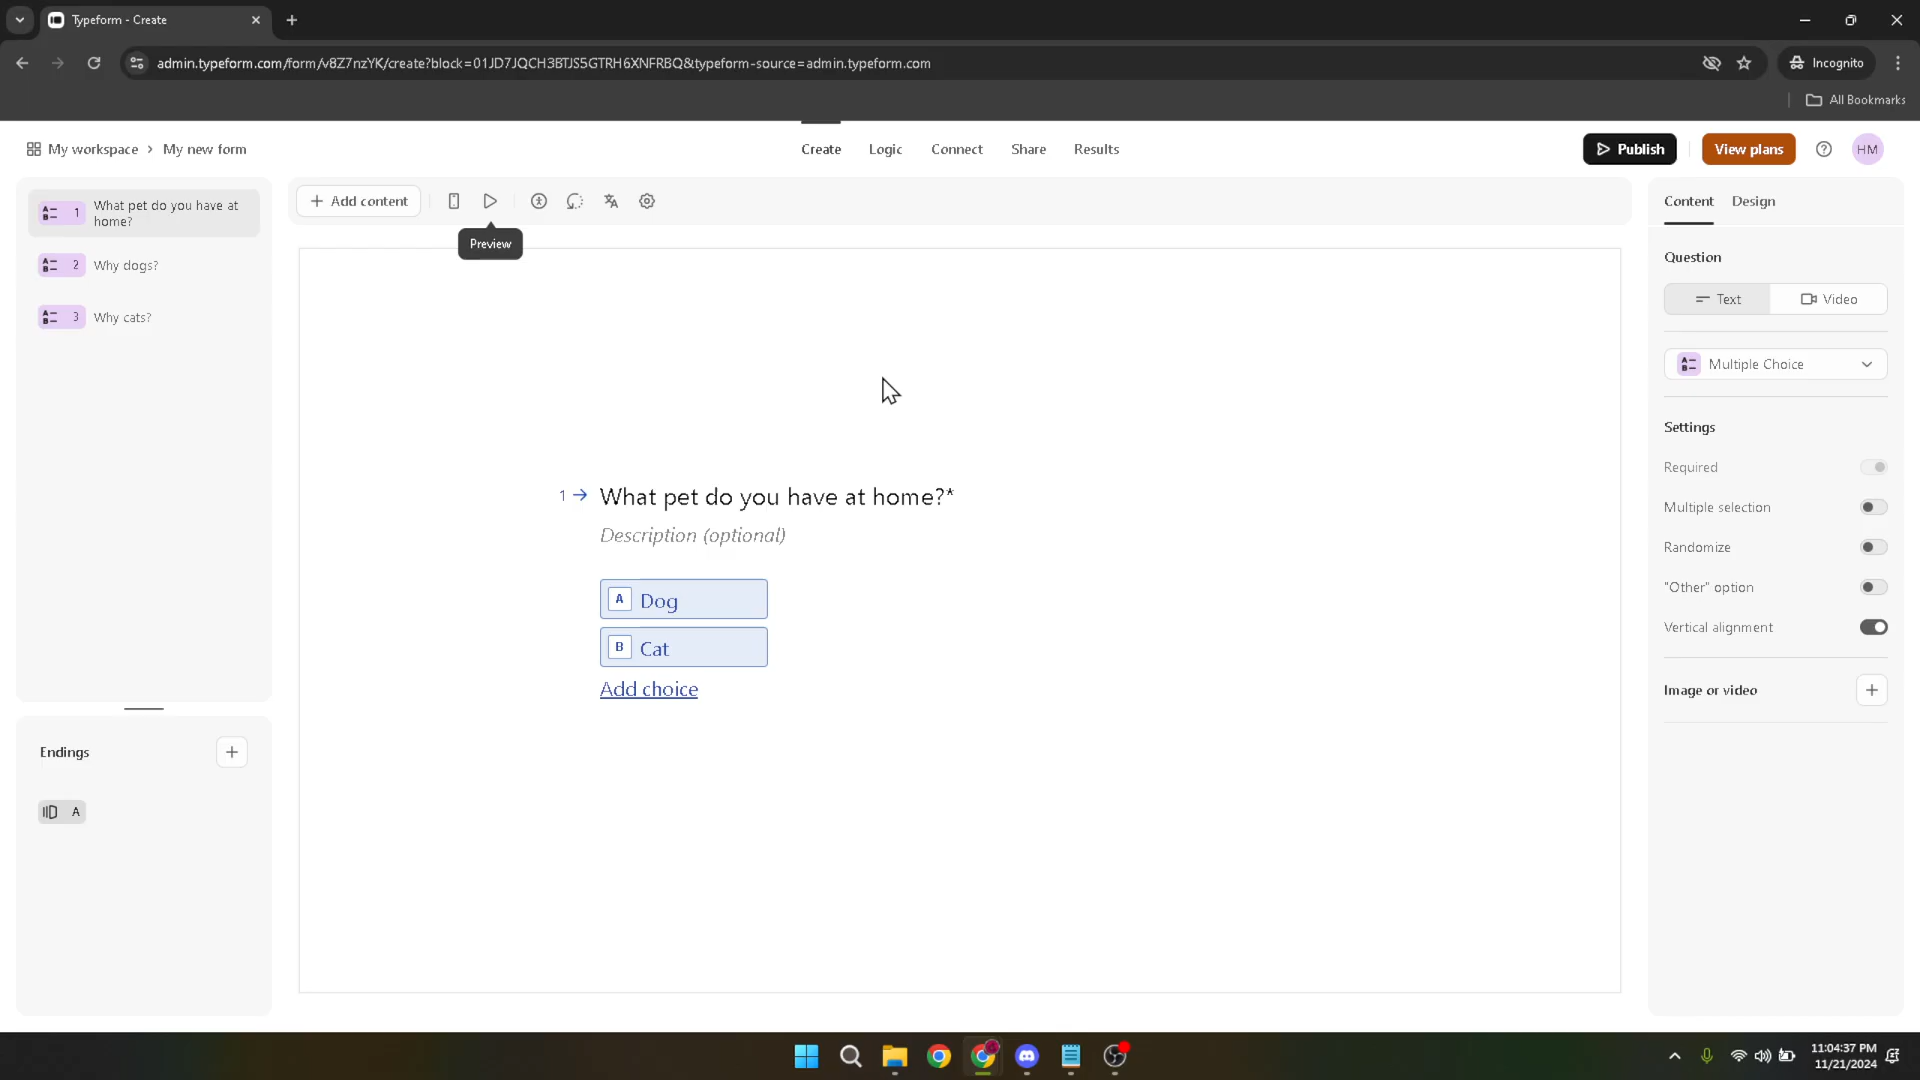 Typeform - Create
admin.typeform.com/form/v8Z7nzYK/create?block=01JD7JQCH3BTJS5GTRH6XNFRBQ&typeform-source=admin.typeform.com
Incognito
All Bookmarks
My workspace
My new form
Create
Logic
Connect
Share
Results
Publish
View plans
HM
1 What pet do you have at
home?
2 Why dogs?
3 Why cats?
Endings
A
Add content
Preview
1 What pet do you have at home?*
Description (optional)
A Dog
B Cat
Add choice
Content
Design
Question
Text
Video
Multiple Choice
Settings
Required
Multiple selection
Randomize
"Other" option
Vertical alignment
Image or video
11:04:37 PM
11/21/2024